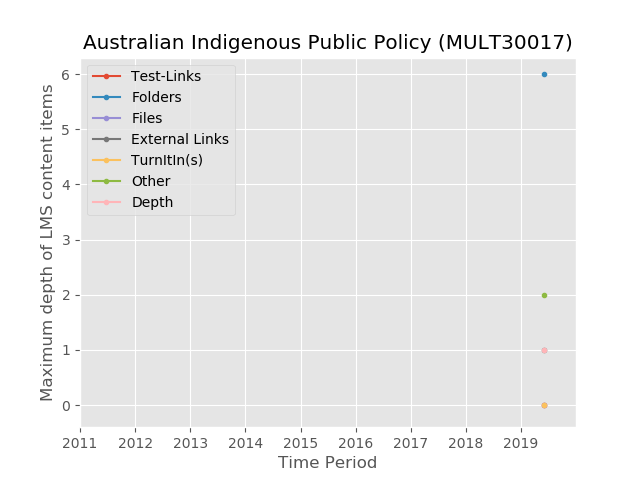 Australian Indigenous Public Policy (MULT30017)
Test-Links
Folders
Files
External Links
TurnItIn(s)
Other
Depth
Maximum depth of LMS content items
6
5
4
3
2
1
0
2011 2012 2013 2014 2015 2016 2017 2018 2019
Time Period